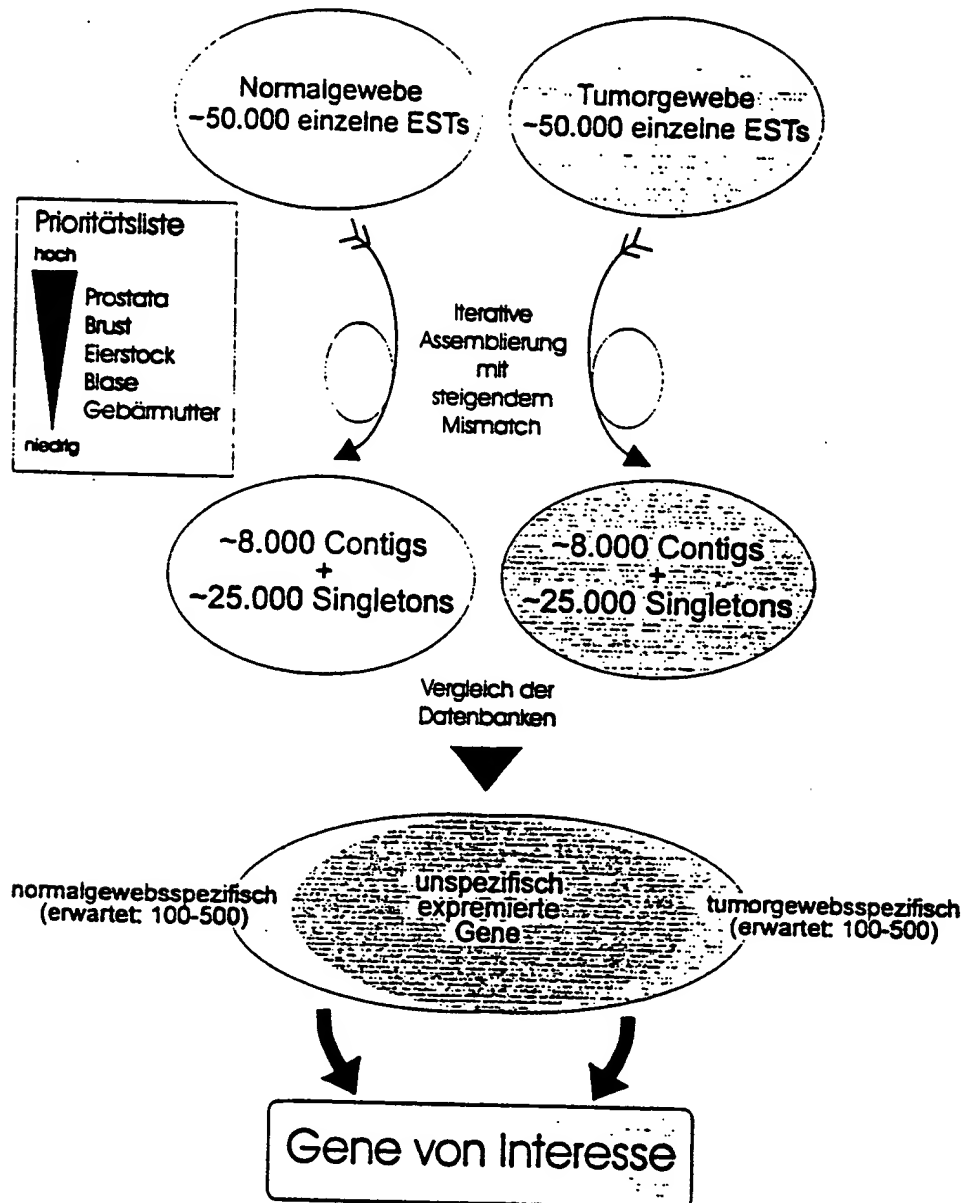 Normalgewebe
~50.000 einzelne ESTs
Tumorgewebe
~50.000 einzelne ESTs
Prioritätsliste
hoch
Prostata
Brust
Eierstock
Blase
Gebärmutter
niedrig
Iterative
Assemblierung
mit
steigendem
Mismatch
~8.000 Contigs
+
~25.000 Singletons
~8.000 Contigs
+
~25.000 Singletons
Vergleich der
Datenbanken
normalgewebsspezifisch
(erwartet: 100-500)
unspezifisch
expremierte
Gene
tumorgewebsspezifisch
(erwartet: 100-500)
Gene von Interesse